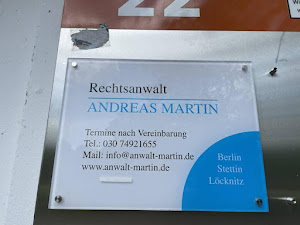 22
Rechtsanwalt
ANDREAS MARTIN
Termine nach Vereinbarung
Tel.: 030 74921655
Mail: info@anwalt-martin.de
www.anwalt-martin.de
Berlin
Stettin
Löcknitz